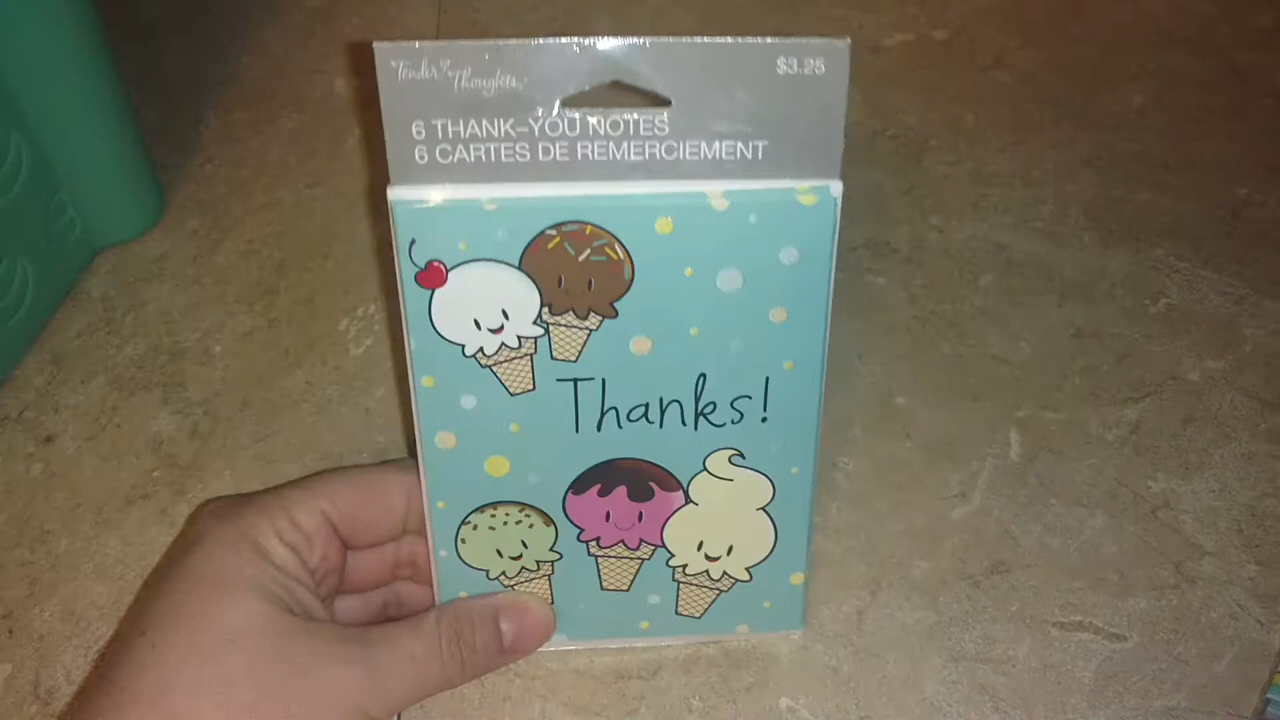 Tender Thoughts
$3.25
6 THANK-YOU NOTES
6 CARTES DE REMERCIEMENT
Thanks!